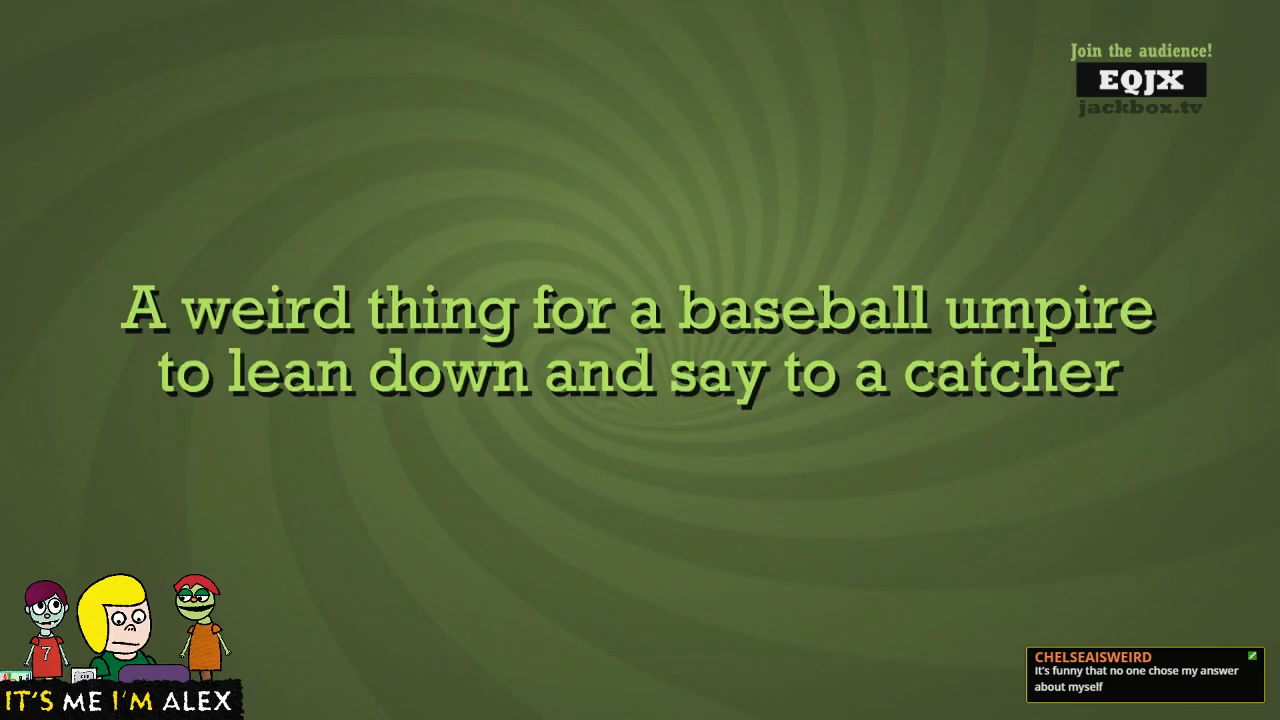 Join the audience!
EQJX
jackbox.tv
A weird thing for a baseball umpire
to lean down and say to a catcher
7
IT'S ME I'M ALEX
CHELSEAISWEIRD
It's funny that no one chose my answer
about myself